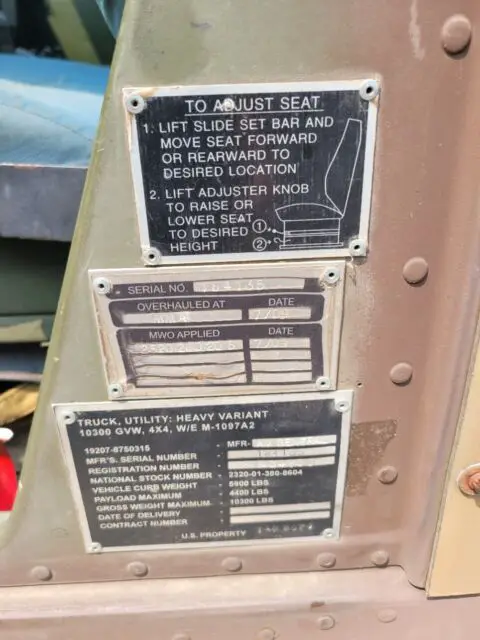 TO ADJUST SEAT
1. LIFT SLIDE SET BAR AND
MOVE SEAT FORWARD
OR REARWARD TO
DESIRED LOCATION
2. LIFT ADJUSTER KNOB
TO RAISE OR
LOWER SEAT
TO DESIRED
HEIGHT
1
2
SERIAL NO.
OVERHAULED AT DATE
MWO APPLIED DATE
TRUCK, UTILITY: HEAVY VARIANT
10300 GVW, 4X4, W/E M-1097A2
19207-8750315 MFR-
MFR'S. SERIAL NUMBER :
REGISTRATION NUMBER :
NATIONAL STOCK NUMBER : 2320-01-380-8604
VEHICLE CURB WEIGHT : 5900 LBS
PAYLOAD MAXIMUM : 4400 LBS
GROSS WEIGHT MAXIMUM : 10300 LBS
DATE OF DELIVERY :
CONTRACT NUMBER :
U.S. PROPERTY